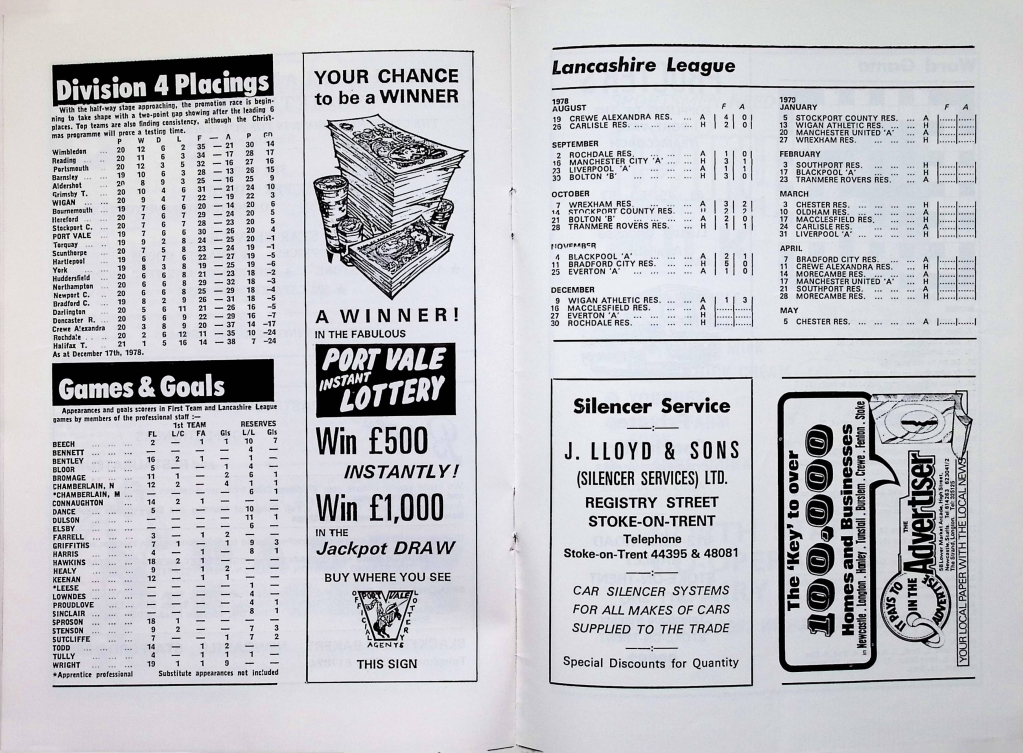 Division 4 Placings
With the half-way stage approaching, the promotion race is begin-
ning to take shape with a two-point gap showing after the leading 6
places. Top teams are also finding consistency, although the Christ-
mas programme will prove a testing time.
P W D L F — A P GD
Wimbledon ... 20 12 6 2 35 — 21 30 14
Reading ... 20 11 6 3 34 — 17 28 17
Portsmouth ... 20 12 3 5 32 — 16 27 16
Barnsley ... 19 10 6 3 28 — 13 26 15
Aldershot ... 20 8 9 3 25 — 16 25 9
Grimsby T. ... 20 10 4 6 31 — 21 24 10
WIGAN ... 20 9 4 7 22 — 19 22 3
Bournemouth ... 19 7 6 6 20 — 14 20 6
Hereford ... 20 7 6 7 29 — 24 20 5
Stockport C. ... 20 7 6 7 28 — 23 20 5
PORT VALE ... 19 7 6 6 30 — 26 20 4
Torquay ... 19 9 2 8 24 — 25 20 -1
Scunthorpe ... 20 7 5 8 23 — 24 19 -1
Hartlepool ... 19 6 7 6 22 — 27 19 -5
York ... 19 8 3 8 19 — 25 19 -6
Huddersfield ... 20 6 6 8 21 — 23 18 -2
Northampton ... 20 6 6 8 29 — 32 18 -3
Newport C. ... 20 6 6 8 25 — 29 18 -4
Bradford C. ... 19 8 2 9 26 — 31 18 -5
Darlington ... 20 5 6 11 21 — 26 16 -5
Doncaster R. ... 20 5 6 9 22 — 29 16 -7
Crewe Alexandra 20 3 8 9 20 — 37 14 -17
Rochdale ... 20 2 6 12 11 — 35 10 -24
Halifax T. ... 21 1 5 16 14 — 38 7 -24
As at December 17th, 1978.
Games & Goals
Appearances and goals scorers in First Team and Lancashire League
games by members of the professional staff :—
1st TEAM RESERVES
FL L/C FA Gls L/L Gls
BEECH ... 2 — 1 1 10 7
BENNETT ... — — — — 4 —
BENTLEY ... 16 2 1 — 4 —
BLOOR ... 5 — — 1 4 —
BROMAGE ... 11 1 — 2 6 1
CHAMBERLAIN, N 12 2 — 4 1 1
*CHAMBERLAIN, M ... — — — — 6 1
CONNAUGHTON ... 14 2 1 — — —
DANCE ... 5 — — — 10 —
DULSON ... — — — — 11 1
ELSBY ... — — — — 6 —
FARRELL ... 3 — 1 2 — —
GRIFFITHS ... 7 1 — 1 9 3
HARRIS ... 4 — 1 — 8 1
HAWKINS ... 18 2 1 — — —
HEALY ... 9 — 1 2 — —
KEENAN ... 12 — 1 1 — —
*LEESE ... — — — — 1 —
LOWNDES ... — — — — 4 —
PROUDLOVE ... — — — — 4 1
SINCLAIR ... — — — — 8 1
SPROSON ... 18 1 — — — —
STENSON ... 9 2 — — 7 3
SUTCLIFFE ... 7 — — 1 7 2
TODD ... 14 — 1 2 — —
TULLY ... 4 — 1 1 1 —
WRIGHT ... 19 1 1 9 — —
*Apprentice professional Substitute appearances not included
YOUR CHANCE
to be a WINNER
A WINNER!
IN THE FABULOUS
PORT VALE
INSTANT
LOTTERY
Win £500
INSTANTLY!
Win £1,000
IN THE
Jackpot DRAW
BUY WHERE YOU SEE
OFFICIAL PORT VALE LOTTERY
AGENTS
THIS SIGN
Lancashire League
1978
AUGUST F A
19 CREWE ALEXANDRA RES. ... A 4 0
26 CARLISLE RES. ... H 2 0
SEPTEMBER
2 ROCHDALE RES. ... A 1 0
16 MANCHESTER CITY 'A' ... H 3 1
23 LIVERPOOL 'A' ... A 1 1
30 BOLTON 'B' ... H 3 0
OCTOBER
7 WREXHAM RES. ... A 3 2
14 STOCKPORT COUNTY RES. ... H 2 2
21 BOLTON 'B' ... A 2 0
28 TRANMERE ROVERS RES. ... H 1 1
NOVEMBER
4 BLACKPOOL 'A' ... A 2 1
11 BRADFORD CITY RES. ... H 6 0
25 EVERTON 'A' ... A 1 0
DECEMBER
9 WIGAN ATHLETIC RES. ... A 1 3
16 MACCLESFIELD RES. ... A
27 EVERTON 'A' ... H
30 ROCHDALE RES. ... H
1979
JANUARY F A
5 STOCKPORT COUNTY RES. ... A
13 WIGAN ATHLETIC RES. ... H
20 MANCHESTER UNITED 'A' ... A
27 WREXHAM RES. ... H
FEBRUARY
3 SOUTHPORT RES. ... H
17 BLACKPOOL 'A' ... H
23 TRANMERE ROVERS RES. ... A
MARCH
3 CHESTER RES. ... H
10 OLDHAM RES. ... A
17 MACCLESFIELD RES. ... H
24 CARLISLE RES. ... A
31 LIVERPOOL 'A' ... H
APRIL
7 BRADFORD CITY RES. ... A
11 CREWE ALEXANDRA RES. ... H
14 MORECAMBE RES. ... A
17 MANCHESTER UNITED 'A' ... H
21 SOUTHPORT RES. ... A
28 MORECAMBE RES. ... H
MAY
5 CHESTER RES. ... A
Silencer Service
J. LLOYD & SONS
(SILENCER SERVICES) LTD.
REGISTRY STREET
STOKE-ON-TRENT
Telephone
Stoke-on-Trent 44395 & 48081
CAR SILENCER SYSTEMS
FOR ALL MAKES OF CARS
SUPPLIED TO THE TRADE
Special Discounts for Quantity
The 'Key' to over
100,000
Homes and Businesses
in Newcastle . Longton . Hanley . Tunstall . Burslem . Crewe . Fenton . Stoke
IT PAYS TO ADVERTISE
IN THE
THE
Advertiser
YOUR LOCAL PAPER WITH THE LOCAL NEWS